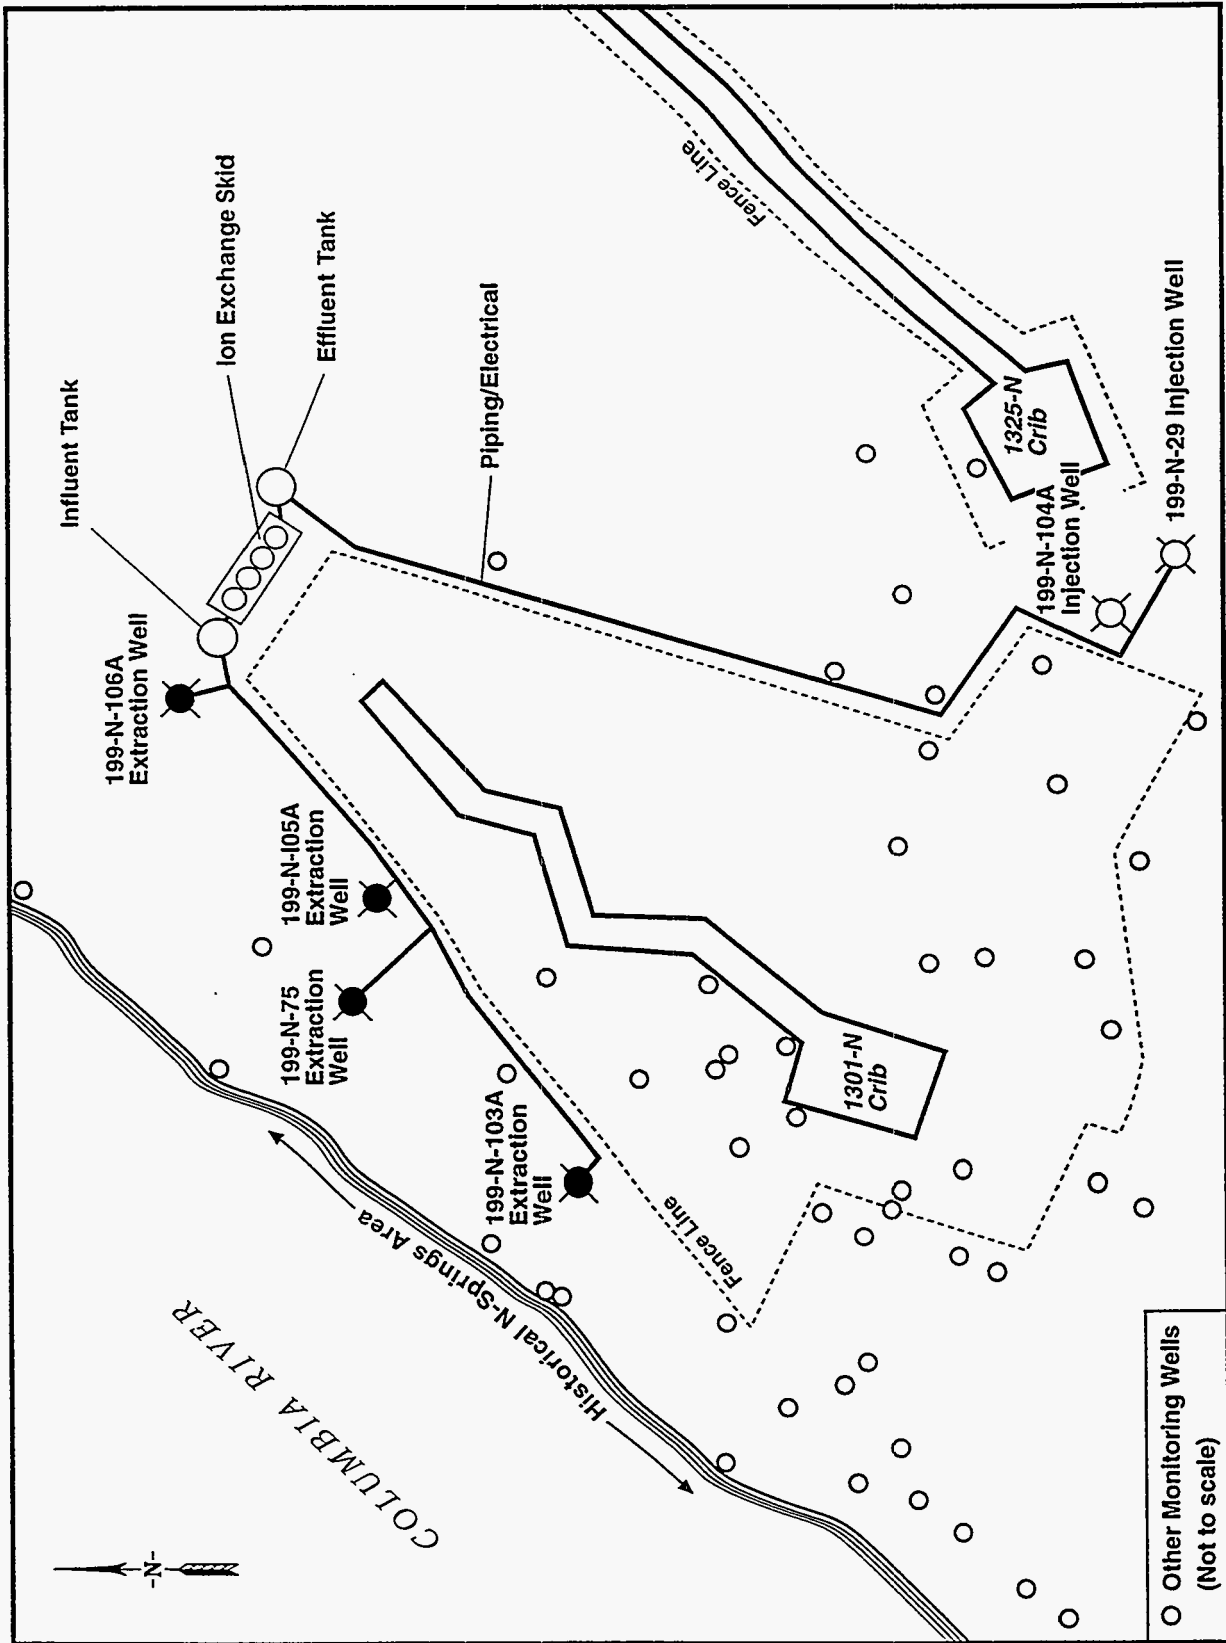 Influent Tank
Ion Exchange Skid
Effluent Tank
Piping/Electrical
199-N-106A
Extraction Well
199-N-I05A
Extraction
Well
199-N-75
Extraction
Well
199-N-103A
Extraction
Well
Fence Line
1325-N
Crib
199-N-104A
Injection Well
199-N-29 Injection Well
1301-N
Crib
Fence Line
Historical N-Springs Area
COLUMBIA RIVER
-N-
Other Monitoring Wells
(Not to scale)